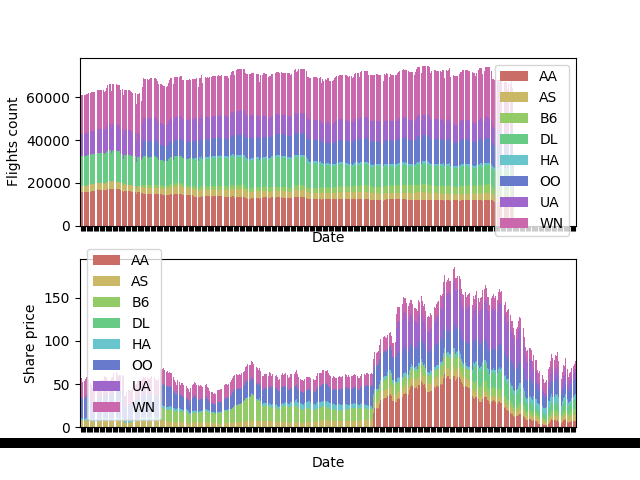 Flights count
60000
40000
20000
0
AA
AS
B6
DL
HA
OO
UA
WN
Date
Share price
150
100
50
0
AA
AS
B6
DL
HA
OO
UA
WN
Date